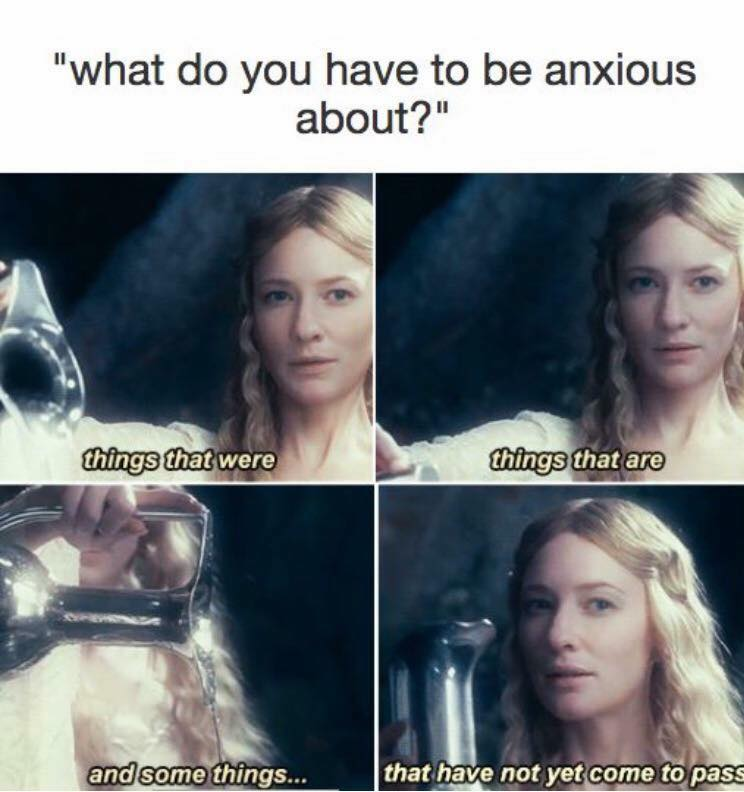 "what do you have to be anxious
about?"
things that were
things that are
and some things...
that have not yet come to pass